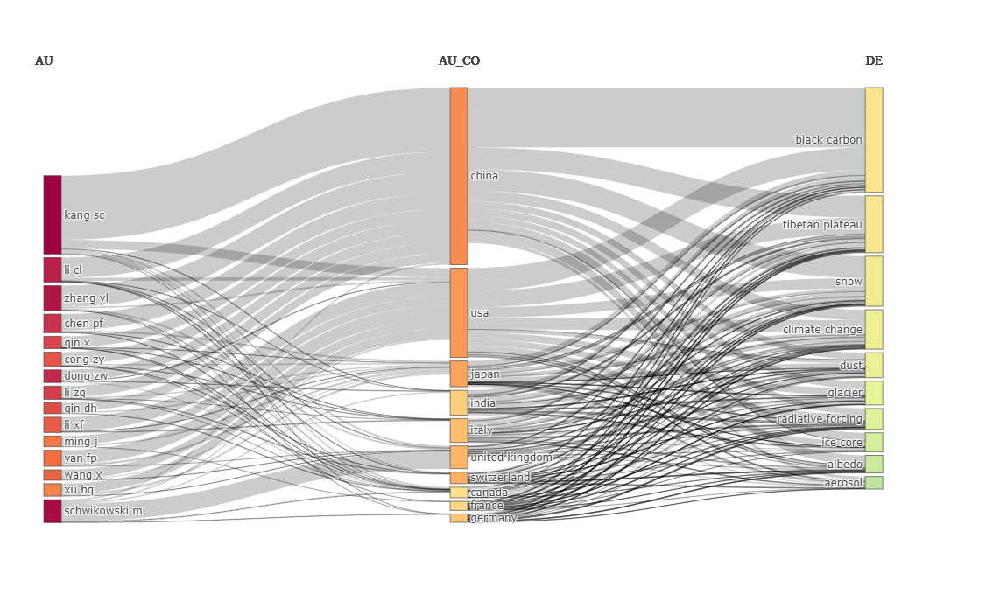 AU
AU_CO
DE
kang sc
li cl
zhang yl
chen pf
qin x
cong zy
dong zw
li zq
qin dh
li xf
ming j
yan fp
wang x
xu bq
schwikowski m
china
usa
japan
india
italy
united kingdom
switzerland
canada
france
germany
black carbon
tibetan plateau
snow
climate change
dust
glacier
radiative forcing
ice core
albedo
aerosol